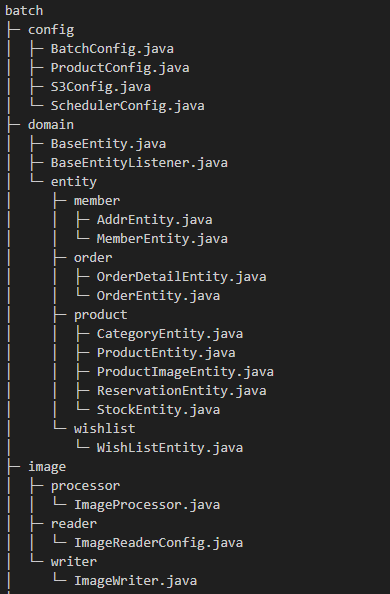 batch
├─ config
│  ├─ BatchConfig.java
│  ├─ ProductConfig.java
│  ├─ S3Config.java
│  └─ SchedulerConfig.java
├─ domain
│  ├─ BaseEntity.java
│  ├─ BaseEntityListener.java
│  └─ entity
│     ├─ member
│     │  ├─ AddrEntity.java
│     │  └─ MemberEntity.java
│     ├─ order
│     │  ├─ OrderDetailEntity.java
│     │  └─ OrderEntity.java
│     ├─ product
│     │  ├─ CategoryEntity.java
│     │  ├─ ProductEntity.java
│     │  ├─ ProductImageEntity.java
│     │  ├─ ReservationEntity.java
│     │  └─ StockEntity.java
│     └─ wishlist
│        └─ WishListEntity.java
├─ image
│  ├─ processor
│  │  └─ ImageProcessor.java
│  ├─ reader
│  │  └─ ImageReaderConfig.java
│  └─ writer
│     └─ ImageWriter.java